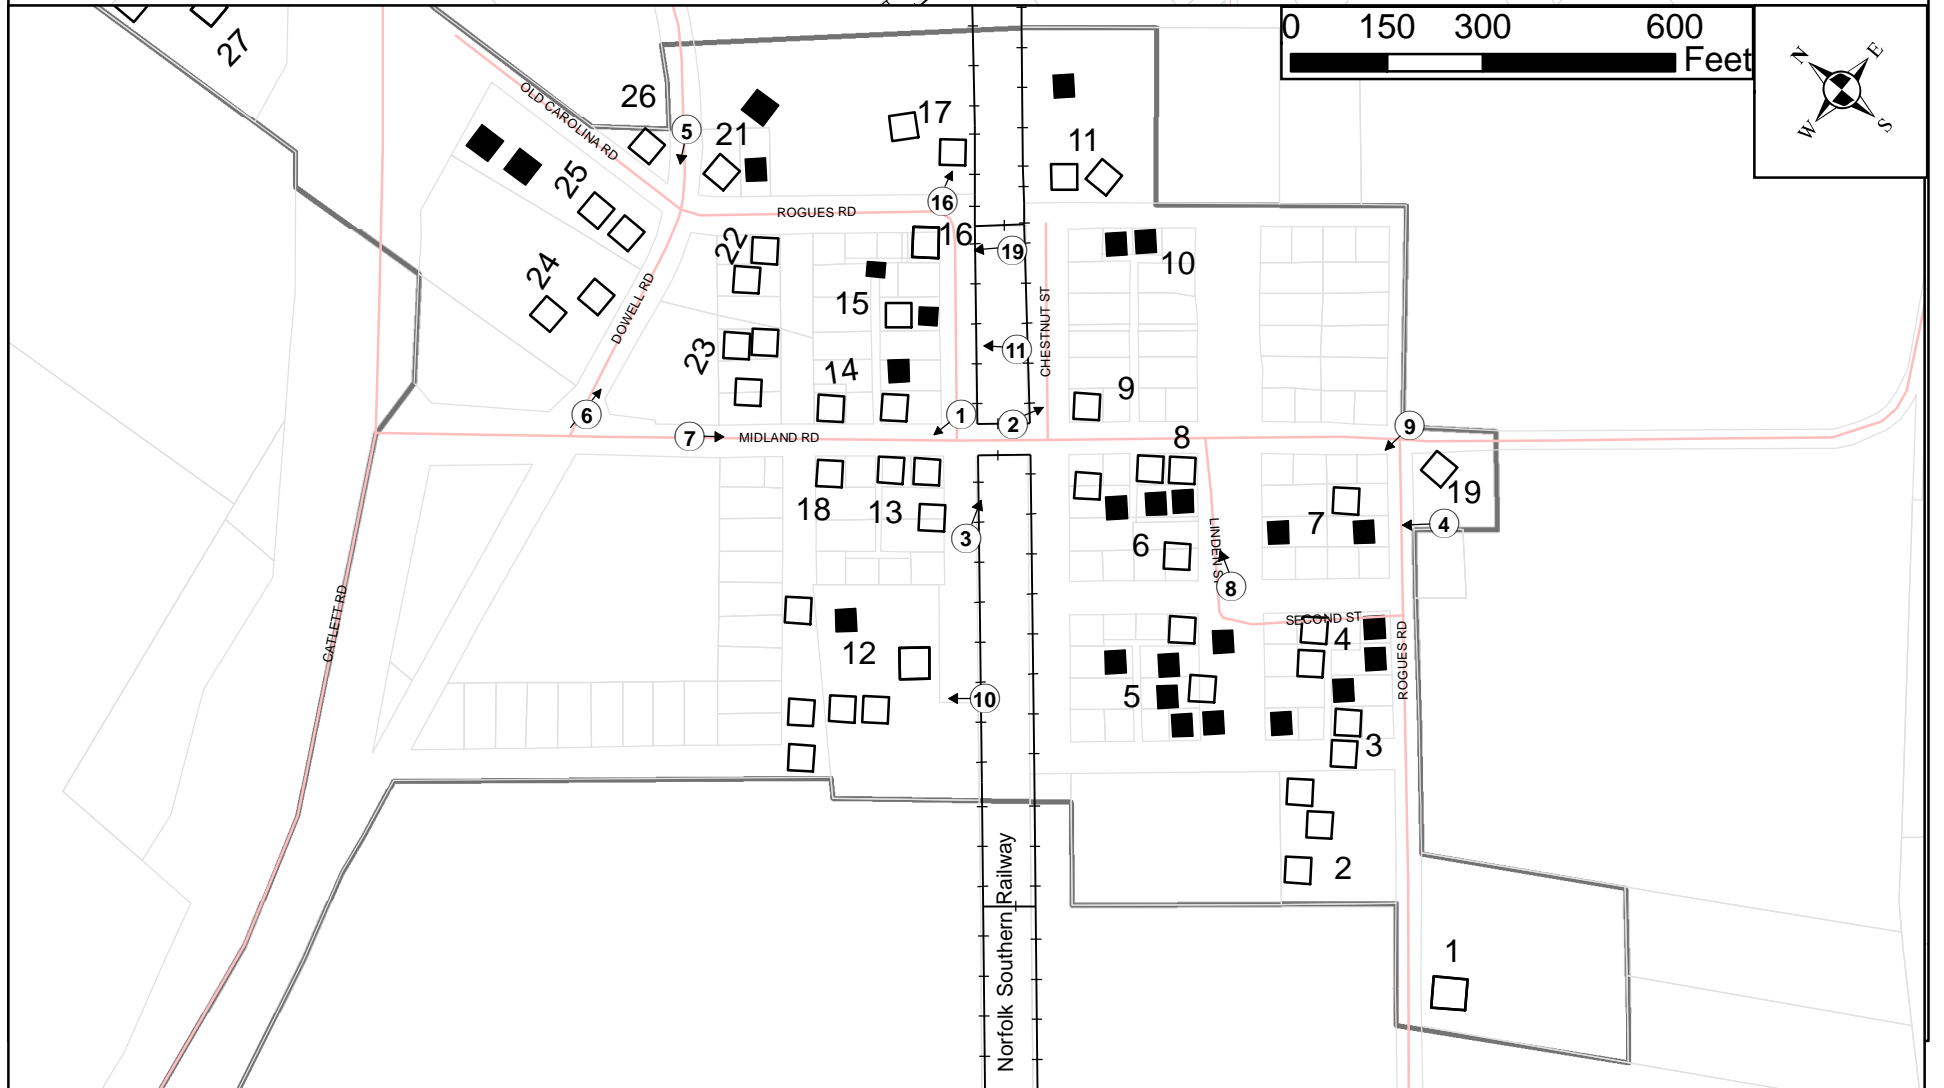 0 150 300 600
Feet
N E
W S
27
OLD CAROLINA RD
26
5
21
17
11
25
16
ROGUES RD
22
16
19
10
24
DOWELL RD
15
CHESTNUT ST
23
14
11
9
6
1
2
7
MIDLAND RD
8
9
18
13
3
6
LINDEN ST
7
19
4
8
CATLETT RD
12
SECOND ST
4
ROGUES RD
5
10
3
2
Norfolk Southern Railway
1